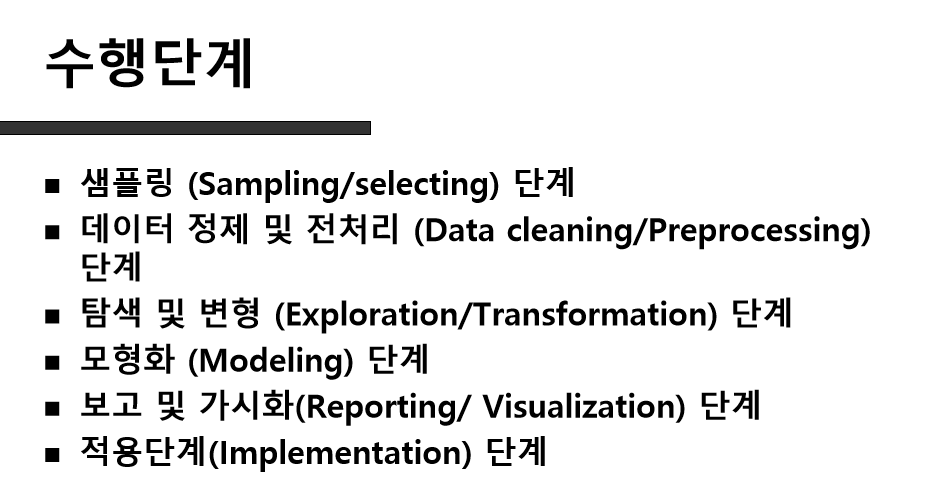 수행단계
■ 샘플링 (Sampling/selecting) 단계
■ 데이터 정제 및 전처리 (Data cleaning/Preprocessing)
단계
■ 탐색 및 변형 (Exploration/Transformation) 단계
■ 모형화 (Modeling) 단계
■ 보고 및 가시화(Reporting/ Visualization) 단계
■ 적용단계(Implementation) 단계